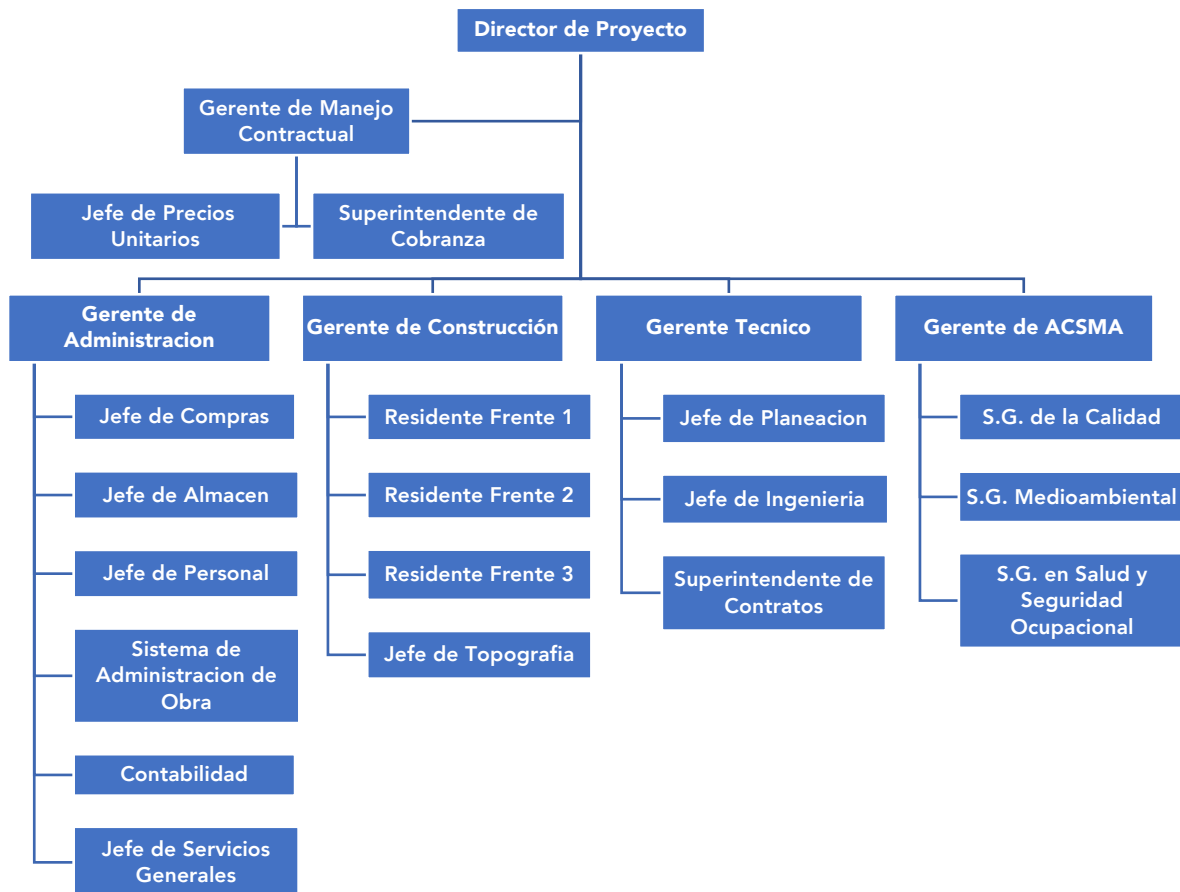 Director de Proyecto
Gerente de Manejo
Contractual
Jefe de Precios
Unitarios
Superintendente de
Cobranza
Gerente de
Administracion
Gerente de Construcción
Gerente Tecnico
Gerente de ACSMA
Jefe de Compras
Jefe de Almacen
Jefe de Personal
Sistema de
Administracion de
Obra
Contabilidad
Jefe de Servicios
Generales
Residente Frente 1
Residente Frente 2
Residente Frente 3
Jefe de Topografia
Jefe de Planeacion
Jefe de Ingenieria
Superintendente de
Contratos
S.G. de la Calidad
S.G. Medioambiental
S.G. en Salud y
Seguridad
Ocupacional